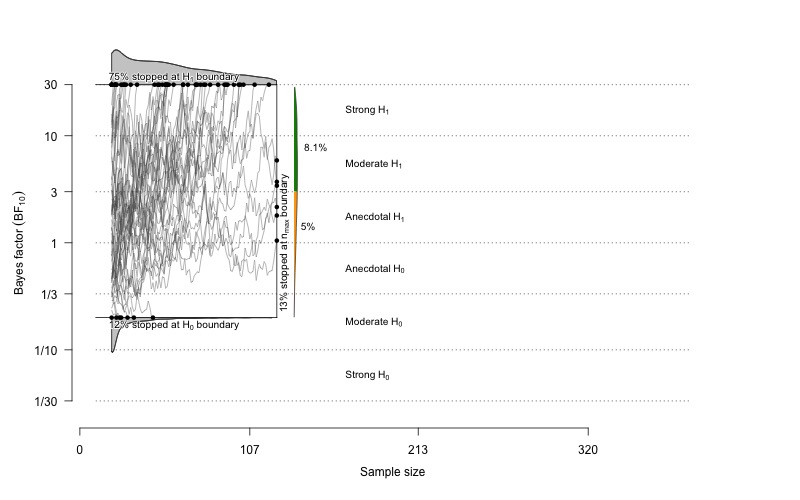 75% stopped at H₁ boundary
30
10
3
1
1/3
1/10
1/30
Bayes factor (BF₁₀)
Strong H₁
Moderate H₁
Anecdotal H₁
Anecdotal H₀
Moderate H₀
Strong H₀
8.1%
5%
13% stopped at nmax boundary
12% stopped at H₀ boundary
0
107
213
320
Sample size